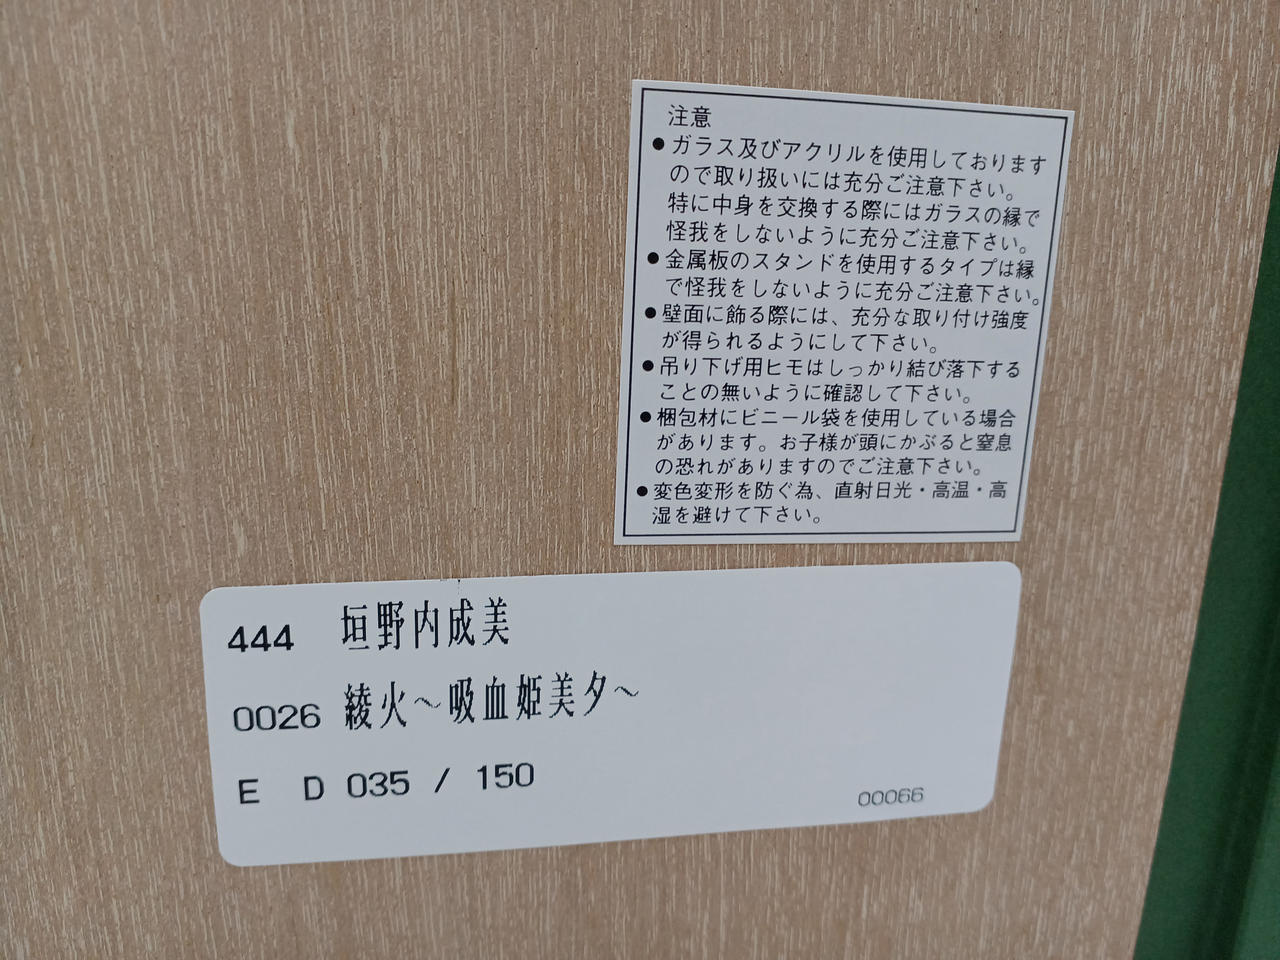 注意
●ガラス及びアクリルを使用しております
ので取り扱いには充分ご注意下さい。
特に中身を交換する際にはガラスの縁で
怪我をしないように充分ご注意下さい。
●金属板のスタンドを使用するタイプは縁
で怪我をしないように充分ご注意下さい。
●壁面に飾る際には、充分な取り付け強度
が得られるようにして下さい。
●吊り下げ用ヒモはしっかり結び落下する
ことの無いように確認して下さい。
●梱包材にビニール袋を使用している場合
があります。お子様が頭にかぶると窒息
の恐れがありますのでご注意下さい。
●変色変形を防ぐ為、直射日光・高温・高
湿を避けて下さい。
444 垣野内成美
0026 綾火～吸血姫美夕～
E D 035 / 150
00066